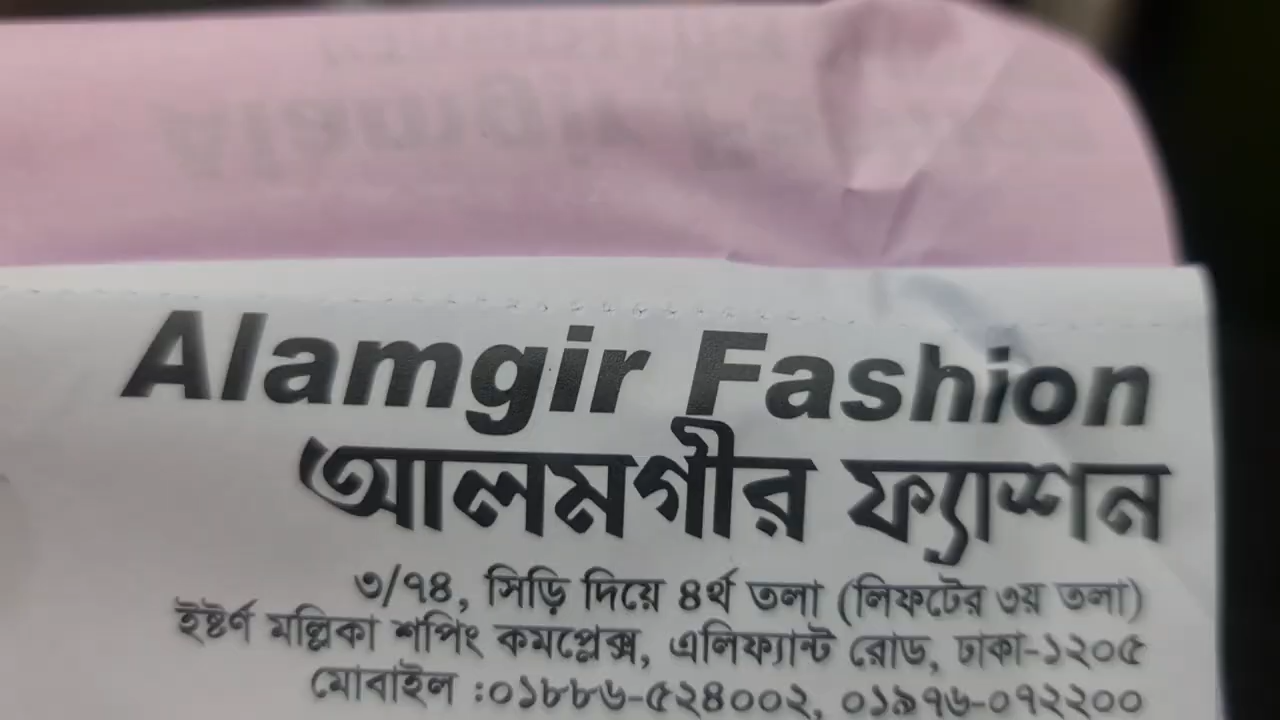 Alamgir Fashion
আলমগীর ফ্যাশন
৩/৭৪, সিড়ি দিয়ে ৪র্থ তলা (লিফটের ৩য় তলা)
ইষ্টর্ণ মল্লিকা শপিং কমপ্লেক্স, এলিফ্যান্ট রোড, ঢাকা-১২০৫
মোবাইল :০১৮৮৬-৫২৪০০২, ০১৯৭৬-০৭২২০০